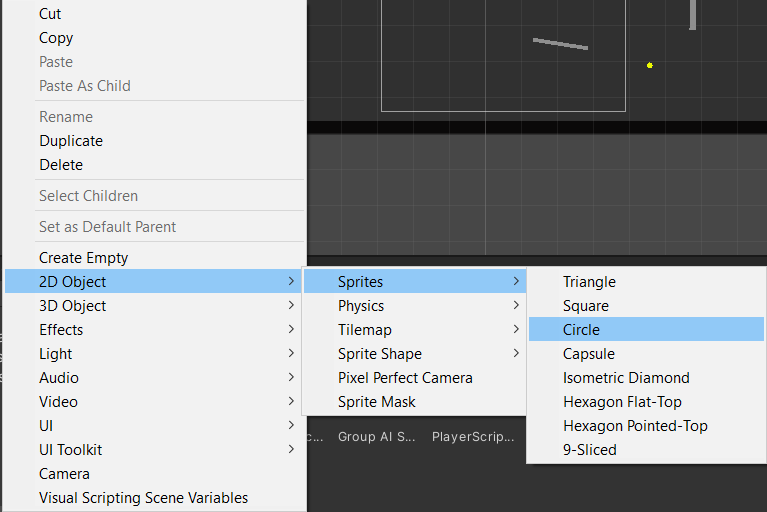 Cut
Copy
Paste
Paste As Child
Rename
Duplicate
Delete
Select Children
Set as Default Parent
Create Empty
2D Object
3D Object
Effects
Light
Audio
Video
UI
UI Toolkit
Camera
Visual Scripting Scene Variables
Sprites
Physics
Tilemap
Sprite Shape
Pixel Perfect Camera
Sprite Mask
Triangle
Square
Circle
Capsule
Isometric Diamond
Hexagon Flat-Top
Hexagon Pointed-Top
9-Sliced
c... Group AI S... PlayerScrip...